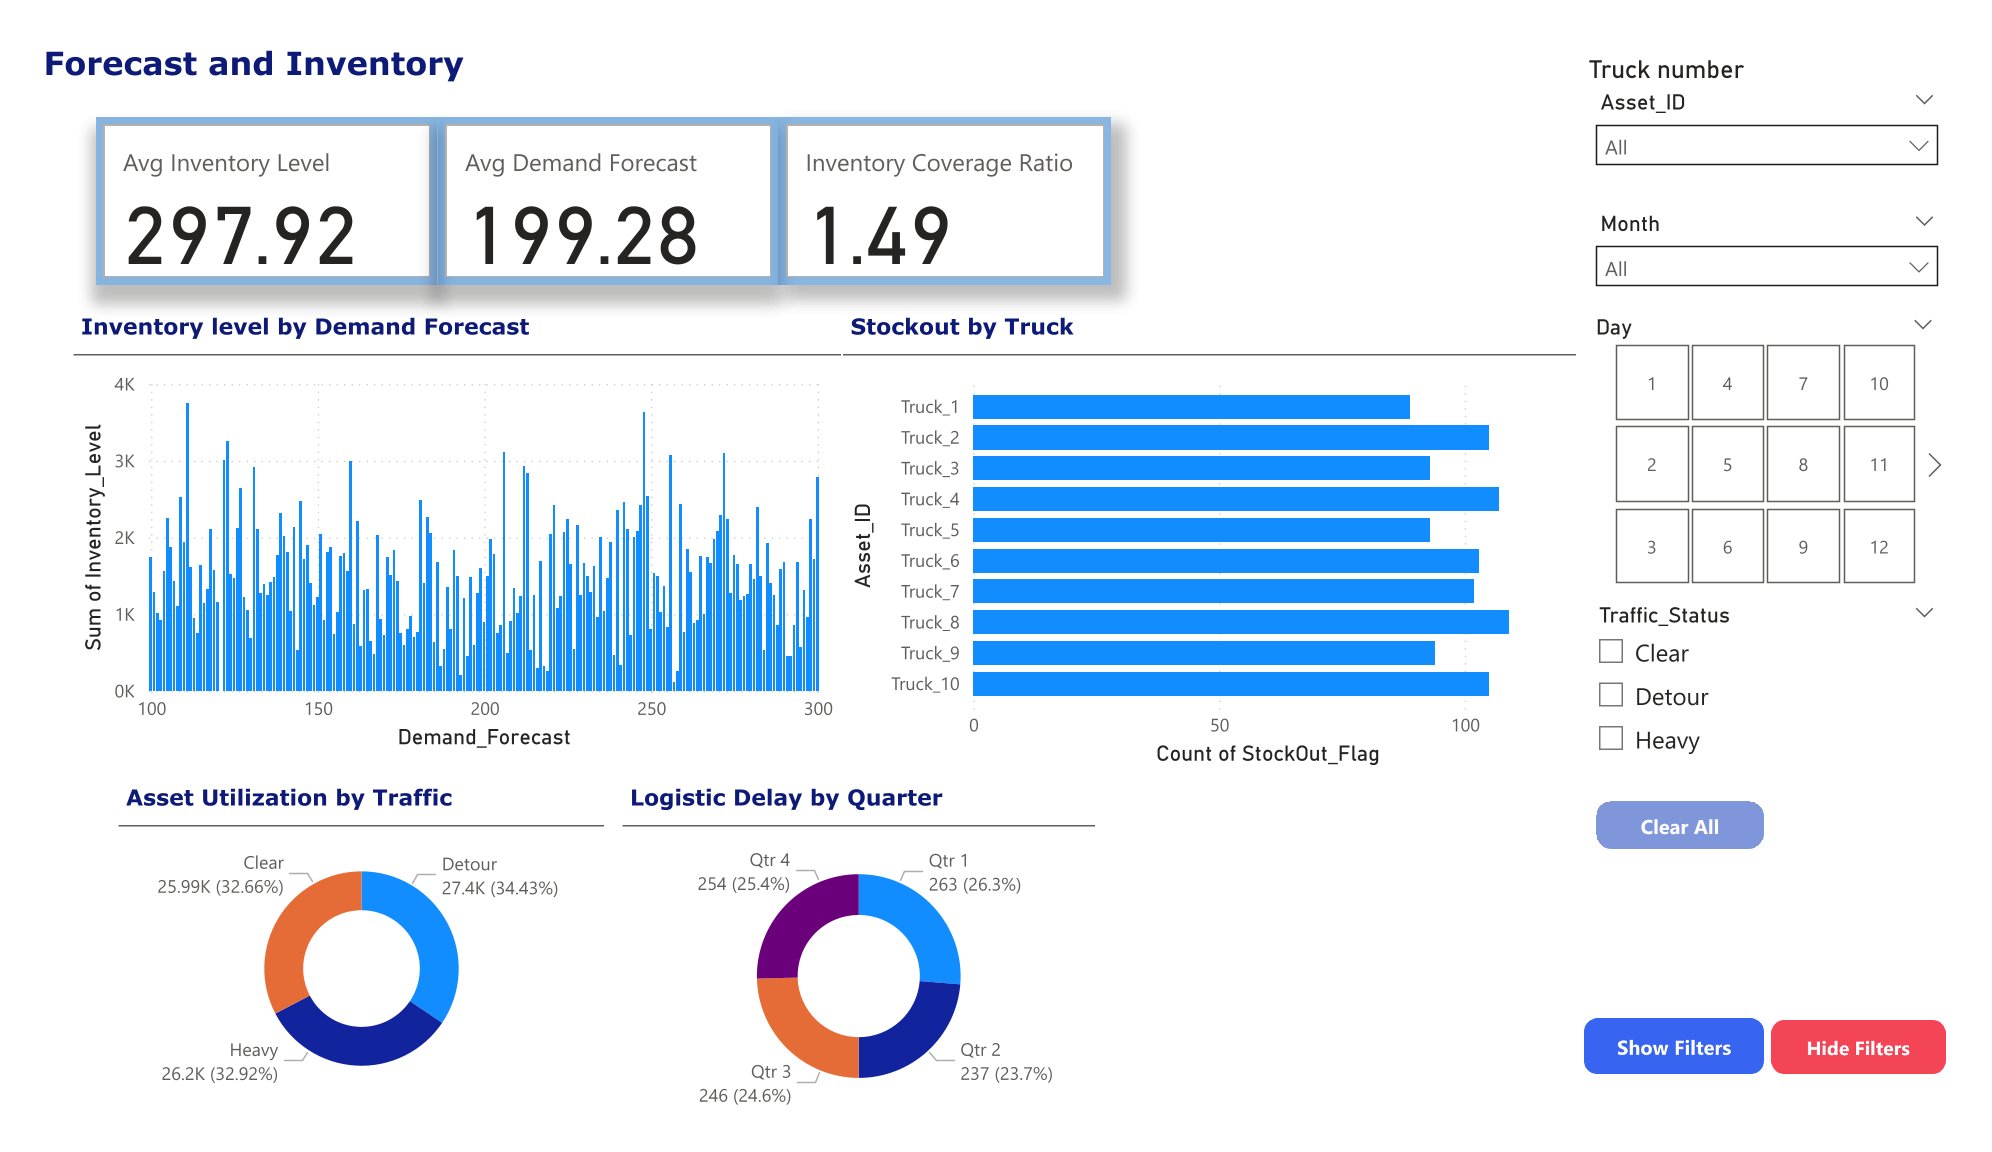 Forecast and Inventory
Avg Inventory Level
297.92
Avg Demand Forecast
199.28
Inventory Coverage Ratio
1.49
Inventory level by Demand Forecast
Sum of Inventory_Level
4K
3K
2K
1K
0K
100 150 200 250 300
Demand_Forecast
Stockout by Truck
Asset_ID
Truck_1
Truck_2
Truck_3
Truck_4
Truck_5
Truck_6
Truck_7
Truck_8
Truck_9
Truck_10
0 50 100
Count of StockOut_Flag
Asset Utilization by Traffic
Clear
25.99K (32.66%)
Detour
27.4K (34.43%)
Heavy
26.2K (32.92%)
Logistic Delay by Quarter
Qtr 4
254 (25.4%)
Qtr 1
263 (26.3%)
Qtr 3
246 (24.6%)
Qtr 2
237 (23.7%)
Truck number
Asset_ID
All
Month
All
Day
1 4 7 10
2 5 8 11
3 6 9 12
Traffic_Status
Clear
Detour
Heavy
Clear All
Show Filters
Hide Filters